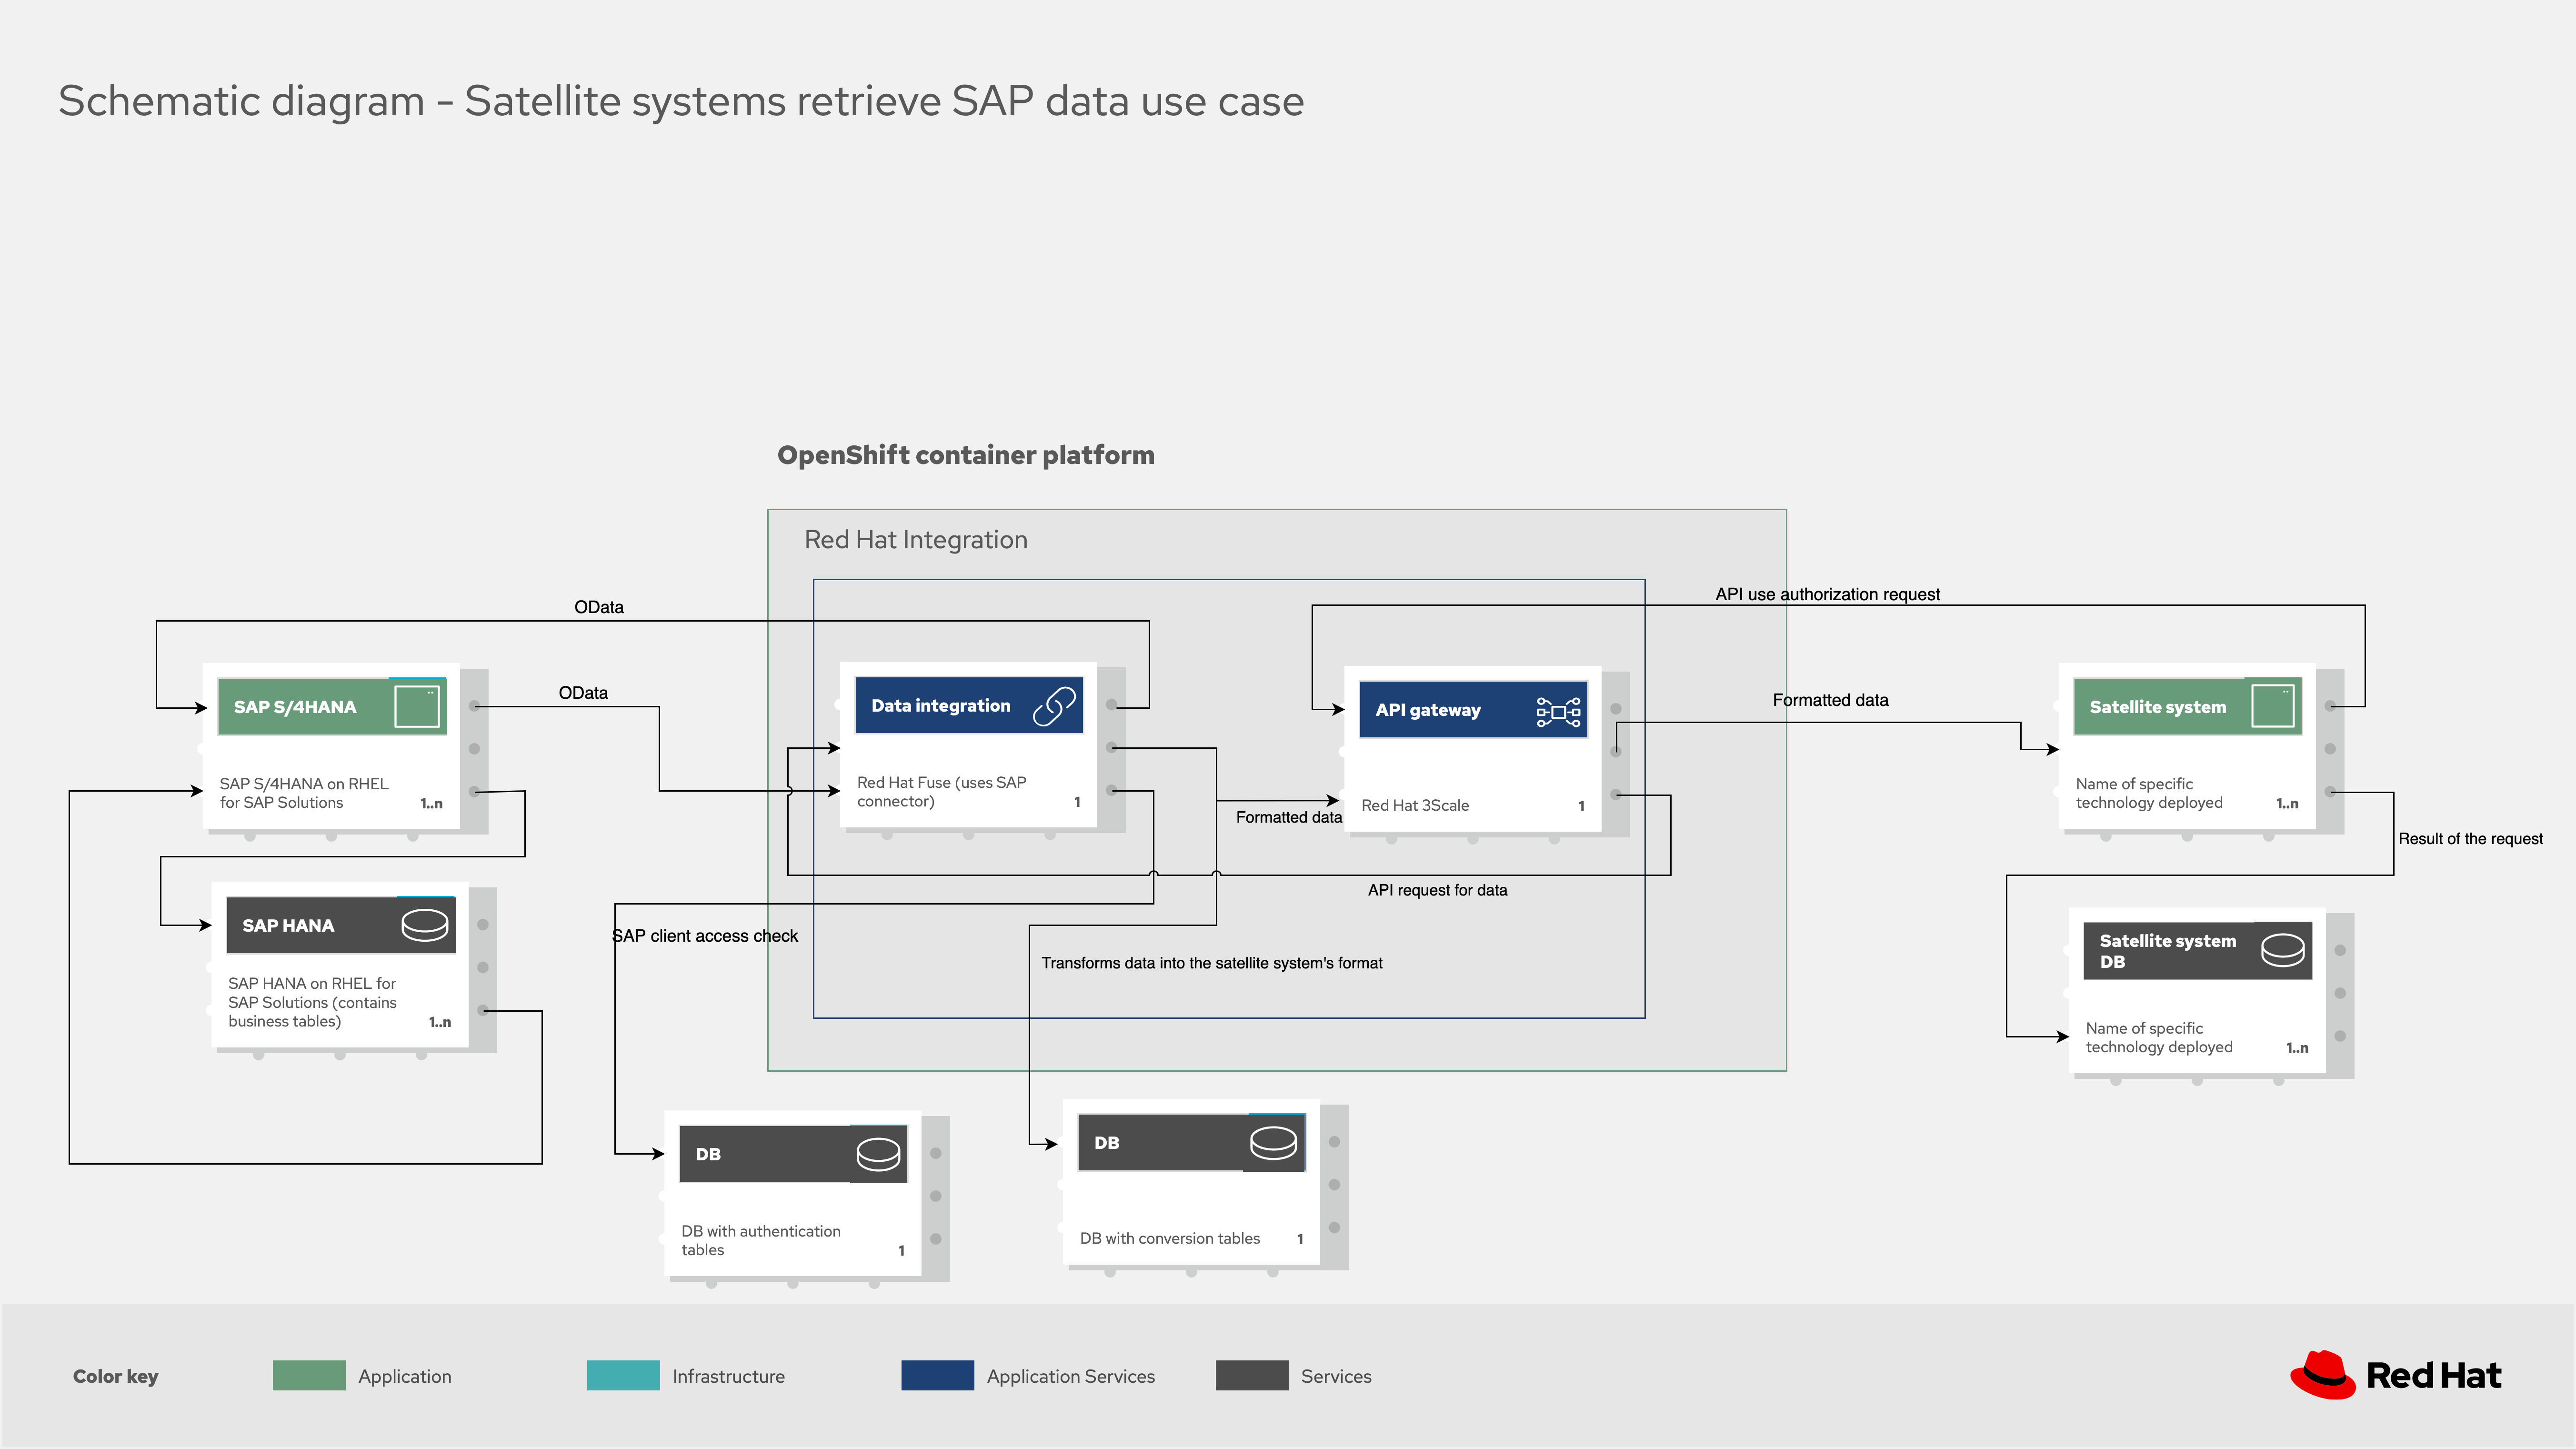 Schematic diagram - Satellite systems retrieve SAP data use case
OpenShift container platform
Red Hat Integration
OData
API use authorization request
SAP S/4HANA
SAP S/4HANA on RHEL
for SAP Solutions
1..n
OData
Data integration
Red Hat Fuse (uses SAP
connector)
1
Formatted data
API gateway
Red Hat 3Scale
1
Formatted data
Satellite system
Name of specific
technology deployed
1..n
Result of the request
API request for data
SAP HANA
SAP HANA on RHEL for
SAP Solutions (contains
business tables)
1..n
SAP client access check
Transforms data into the satellite system's format
Satellite system
DB
Name of specific
technology deployed
1..n
DB
DB with authentication
tables
1
DB
DB with conversion tables
1
Color key
Application
Infrastructure
Application Services
Services
Red Hat